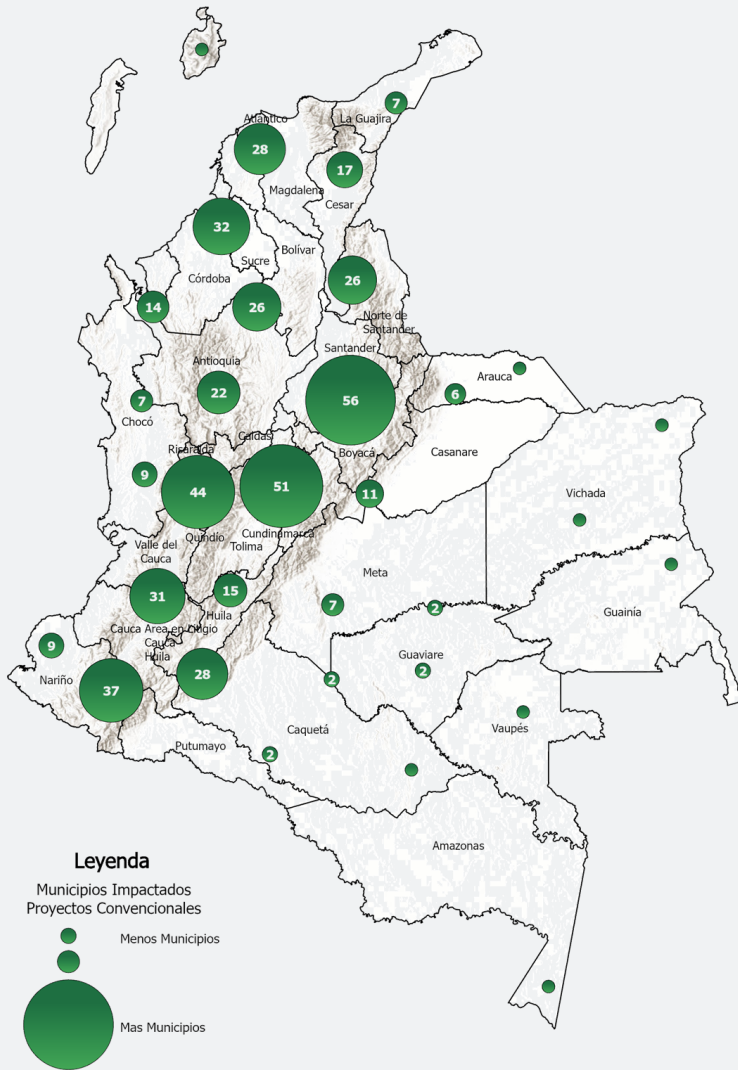 7
La Guajira
Atlántico
28
17
Magdalena
Cesar
32
Bolívar
Sucre
Córdoba
26
14
26
Norte de
Santander
Santander
Antioquia
Arauca
22
6
56
7
Chocó
Caldas
Risaralda
Boyacá
Casanare
9
44
51
11
Vichada
Quindío
Cundinamarca
Valle del
Cauca
Tolima
Meta
31
15
7
2
Huila
Guainía
Cauca Area en Litigio
Cauca
Huila
9
Guaviare
Nariño
28
2
2
37
Caquetá
Vaupés
Putumayo
2
Amazonas
Leyenda
Municipios Impactados
Proyectos Convencionales
Menos Municipios
Mas Municipios